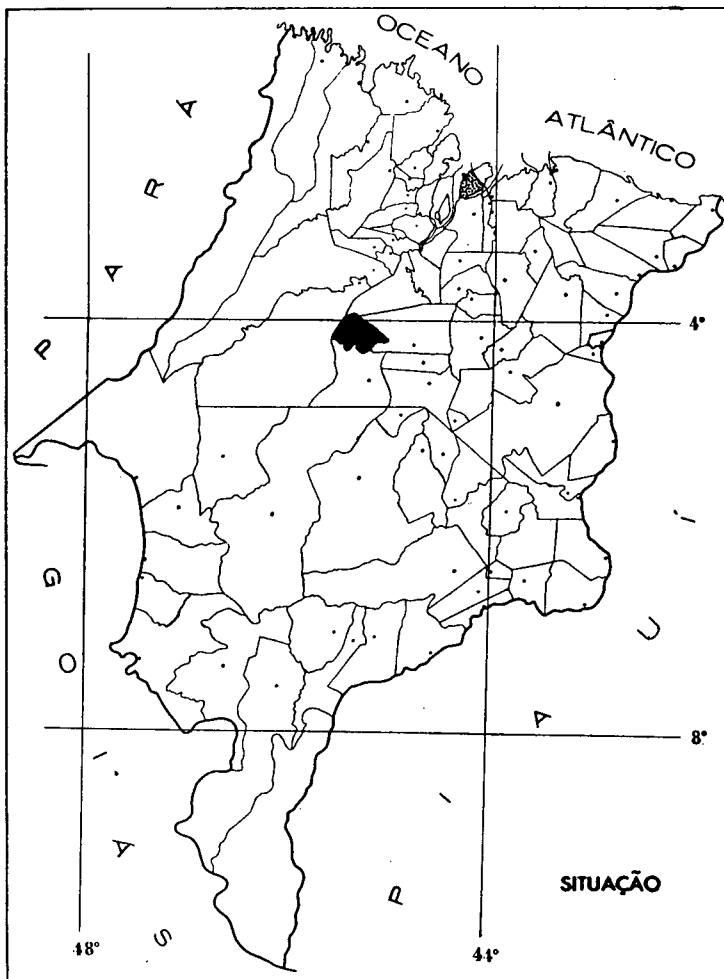 OCEANO
ATLÂNTICO
PARÁ
4°
GOIÁS
PIAUÍ
8°
SITUAÇÃO
48°
44°